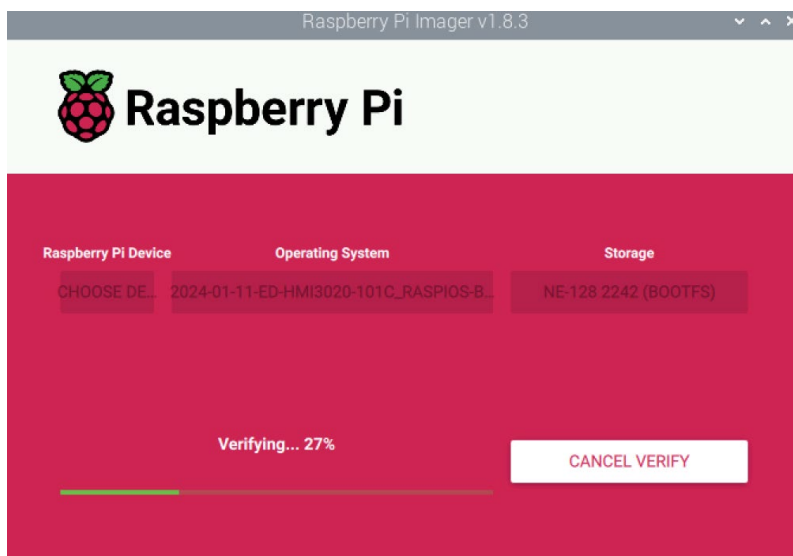 Raspberry Pi Imager v1.8.3
Raspberry Pi
Raspberry Pi Device Operating System Storage
CHOOSE DE... 2024-01-11-ED-HMI3020-101C_RASPIOS-B... NE-128 2242 (BOOTFS)
Verifying... 27%
CANCEL VERIFY